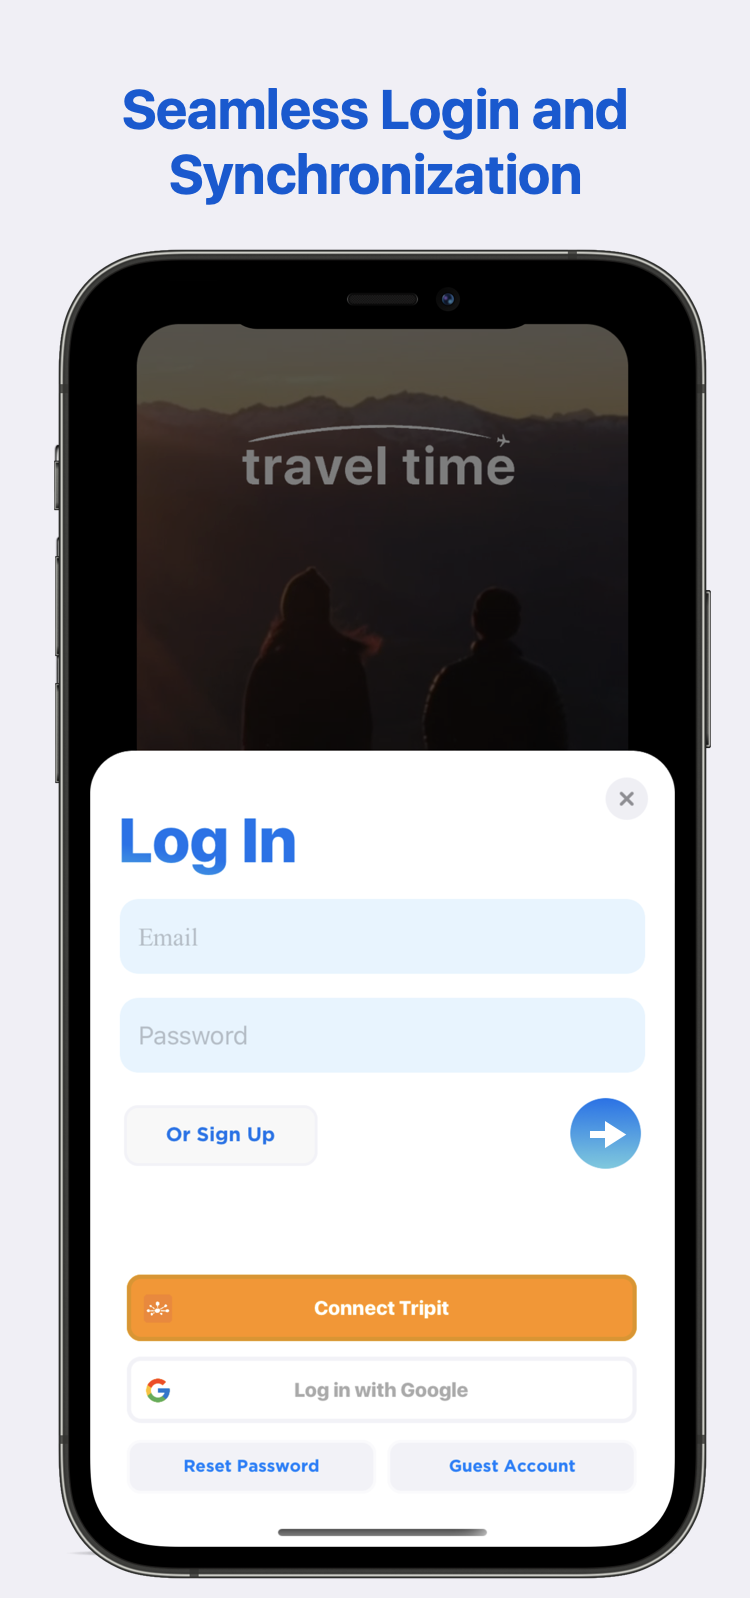 Seamless Login and
Synchronization
travel time
Log In
Email
Password
Or Sign Up
Connect Tripit
Log in with Google
Reset Password
Guest Account